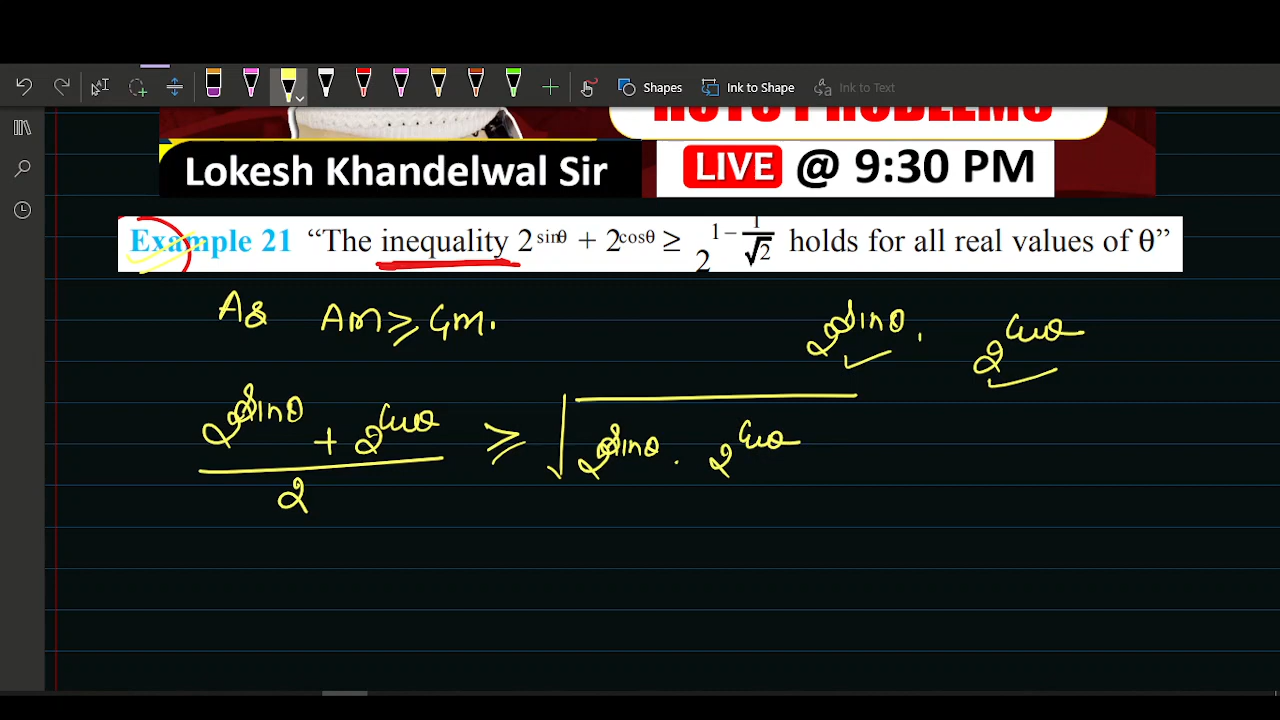 Shapes Ink to Shape Ink to Text
HOTS PROBLEMS
Lokesh Khandelwal Sir LIVE @ 9:30 PM
Example 21 “The inequality 2^sinθ + 2^cosθ ≥ 2^(1−1/√2) holds for all real values of θ”
As AM ≥ GM.
2^sinθ . 2^cosθ
(2^sinθ + 2^cosθ)/2 ≥ √(2^sinθ . 2^cosθ)